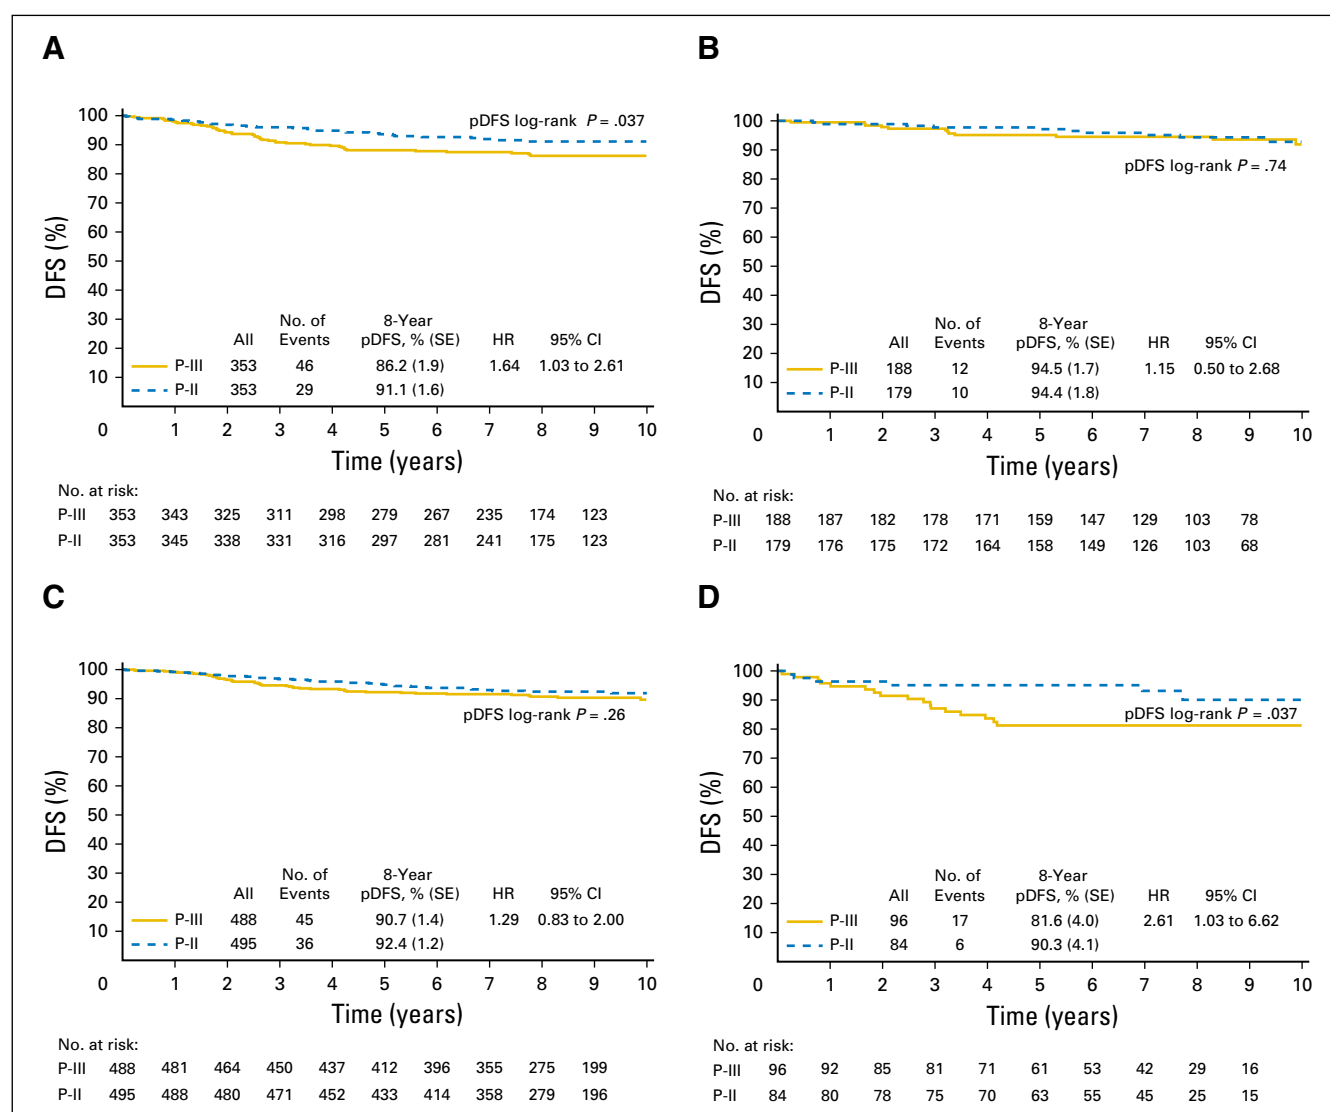 A
100
90
80
70
60
50
40
30
20
10
DFS (%)
pDFS log-rank P = .037
No. of 8-Year
All Events pDFS, % (SE) HR 95% CI
P-III 353 46 86.2 (1.9) 1.64 1.03 to 2.61
P-II 353 29 91.1 (1.6)
0 1 2 3 4 5 6 7 8 9 10
Time (years)
No. at risk:
P-III 353 343 325 311 298 279 267 235 174 123
P-II 353 345 338 331 316 297 281 241 175 123
B
100
90
80
70
60
50
40
30
20
10
DFS (%)
pDFS log-rank P = .74
No. of 8-Year
All Events pDFS, % (SE) HR 95% CI
P-III 188 12 94.5 (1.7) 1.15 0.50 to 2.68
P-II 179 10 94.4 (1.8)
0 1 2 3 4 5 6 7 8 9 10
Time (years)
No. at risk:
P-III 188 187 182 178 171 159 147 129 103 78
P-II 179 176 175 172 164 158 149 126 103 68
C
100
90
80
70
60
50
40
30
20
10
DFS (%)
pDFS log-rank P = .26
No. of 8-Year
All Events pDFS, % (SE) HR 95% CI
P-III 488 45 90.7 (1.4) 1.29 0.83 to 2.00
P-II 495 36 92.4 (1.2)
0 1 2 3 4 5 6 7 8 9 10
Time (years)
No. at risk:
P-III 488 481 464 450 437 412 396 355 275 199
P-II 495 488 480 471 452 433 414 358 279 196
D
100
90
80
70
60
50
40
30
20
10
DFS (%)
pDFS log-rank P = .037
No. of 8-Year
All Events pDFS, % (SE) HR 95% CI
P-III 96 17 81.6 (4.0) 2.61 1.03 to 6.62
P-II 84 6 90.3 (4.1)
0 1 2 3 4 5 6 7 8 9 10
Time (years)
No. at risk:
P-III 96 92 85 81 71 61 53 42 29 16
P-II 84 80 78 75 70 63 55 45 25 15